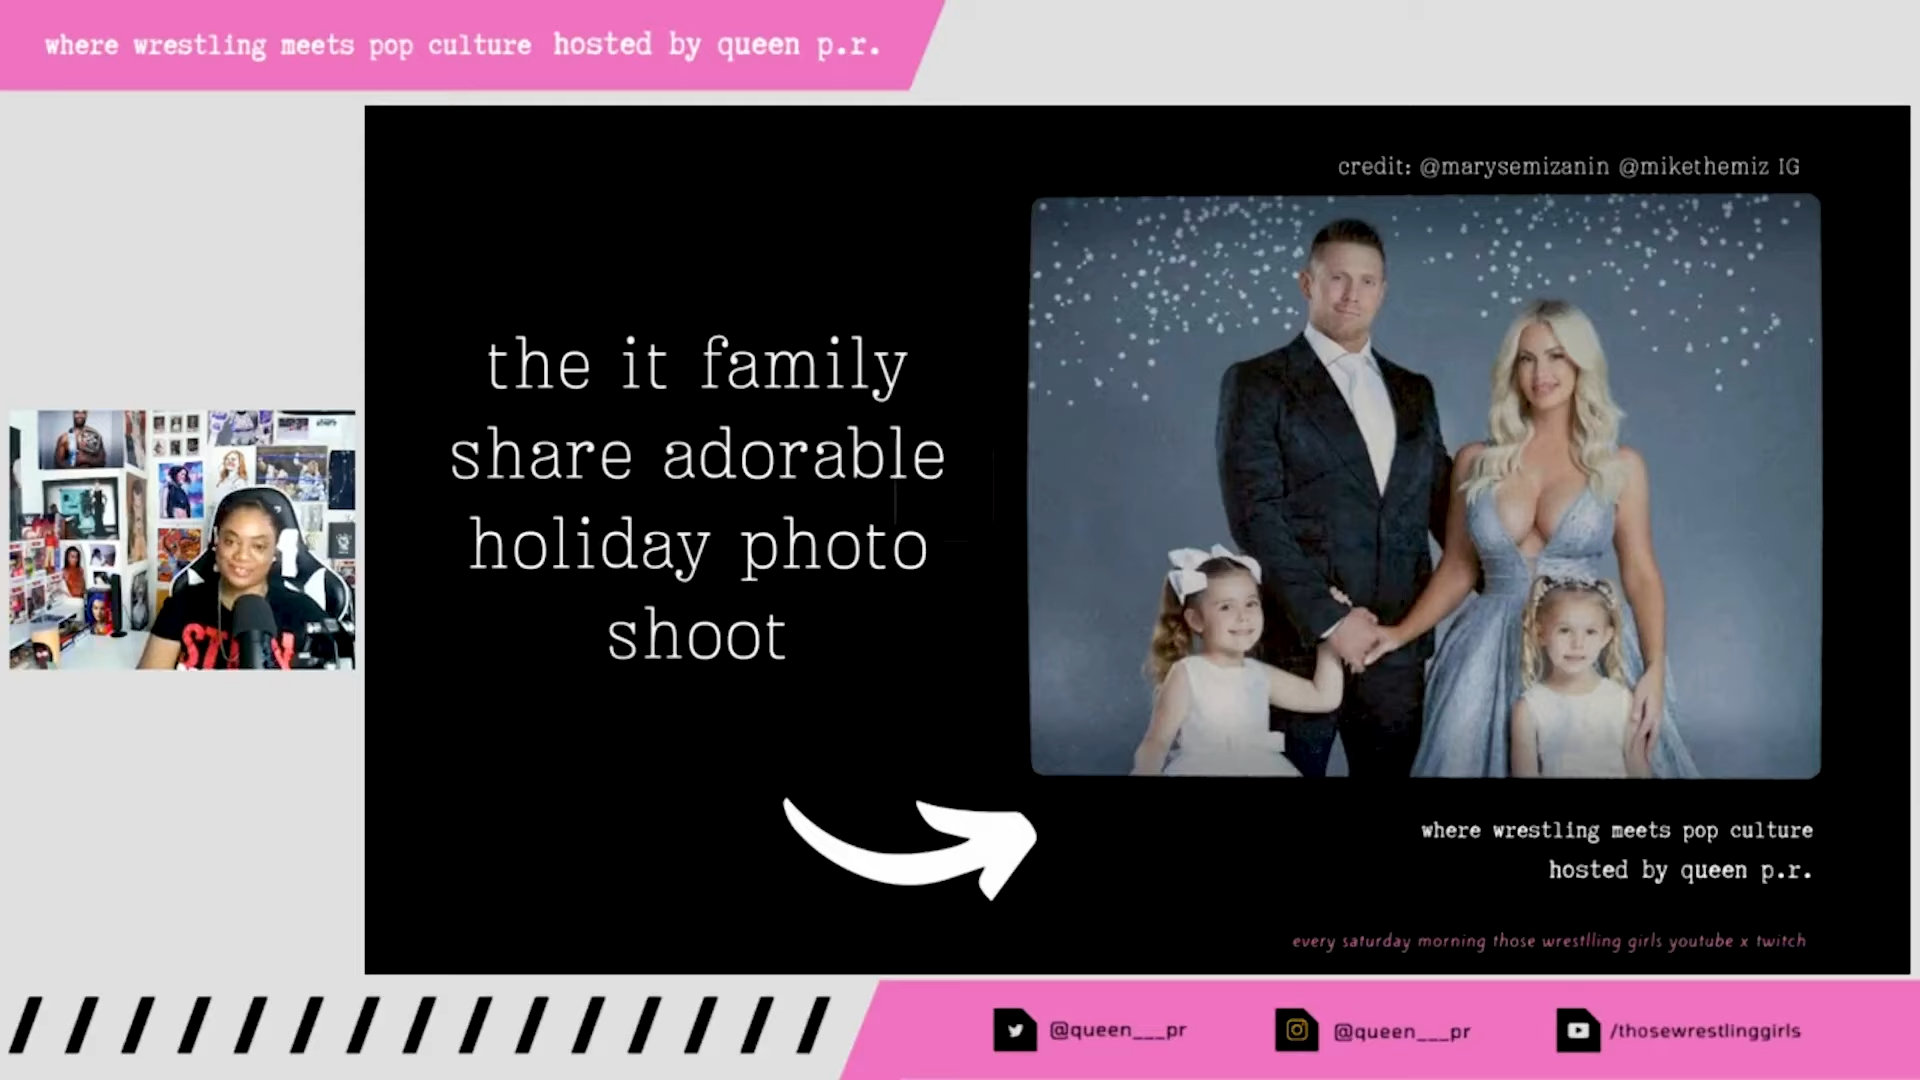 where wrestling meets pop culture hosted by queen p.r.
credit: @marysemizanin @mikethemiz IG
the it family
share adorable
holiday photo
shoot
where wrestling meets pop culture
hosted by queen p.r.
every saturday morning those wrestlling girls youtube x twitch
@queen___pr
@queen___pr
/thosewrestlinggirls